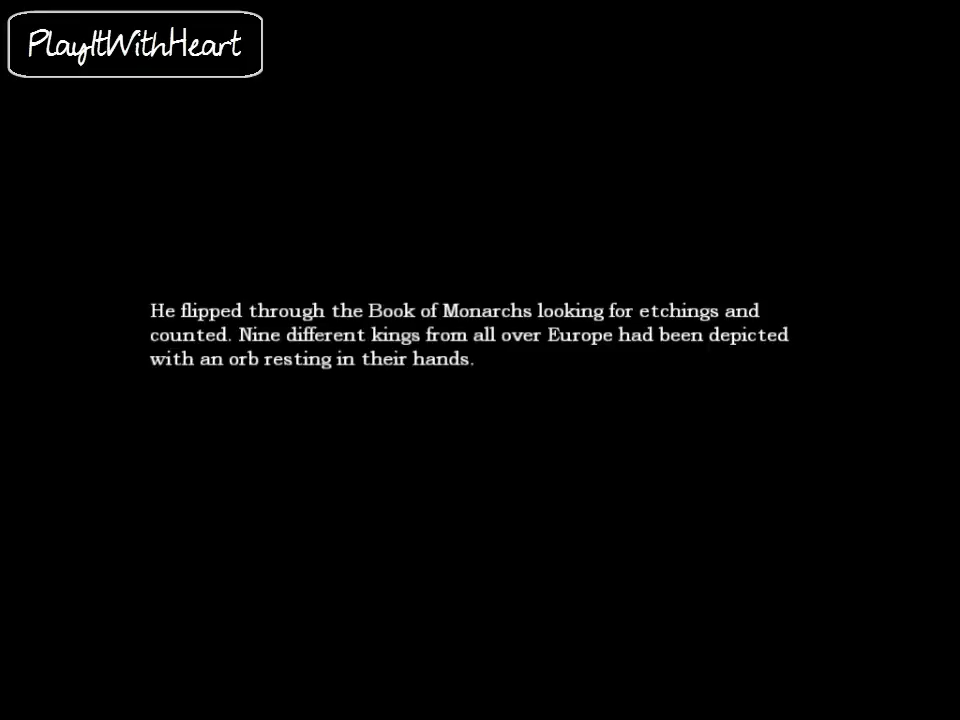 PlayItWithHeart
He flipped through the Book of Monarchs looking for etchings and
counted. Nine different kings from all over Europe had been depicted
with an orb resting in their hands.